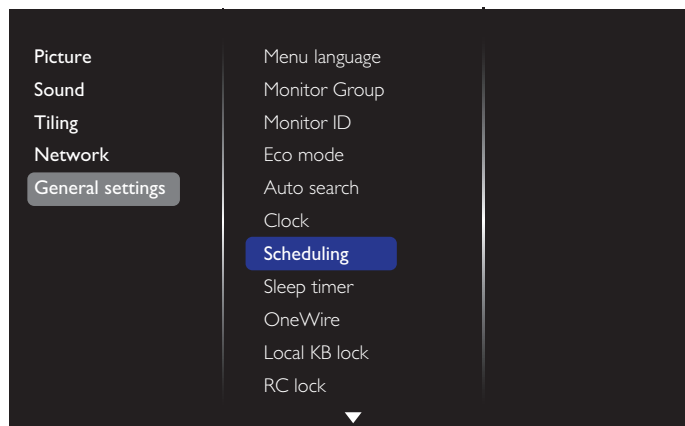 Picture
Sound
Tiling
Network
General settings
Menu language
Monitor Group
Monitor ID
Eco mode
Auto search
Clock
Scheduling
Sleep timer
OneWire
Local KB lock
RC lock